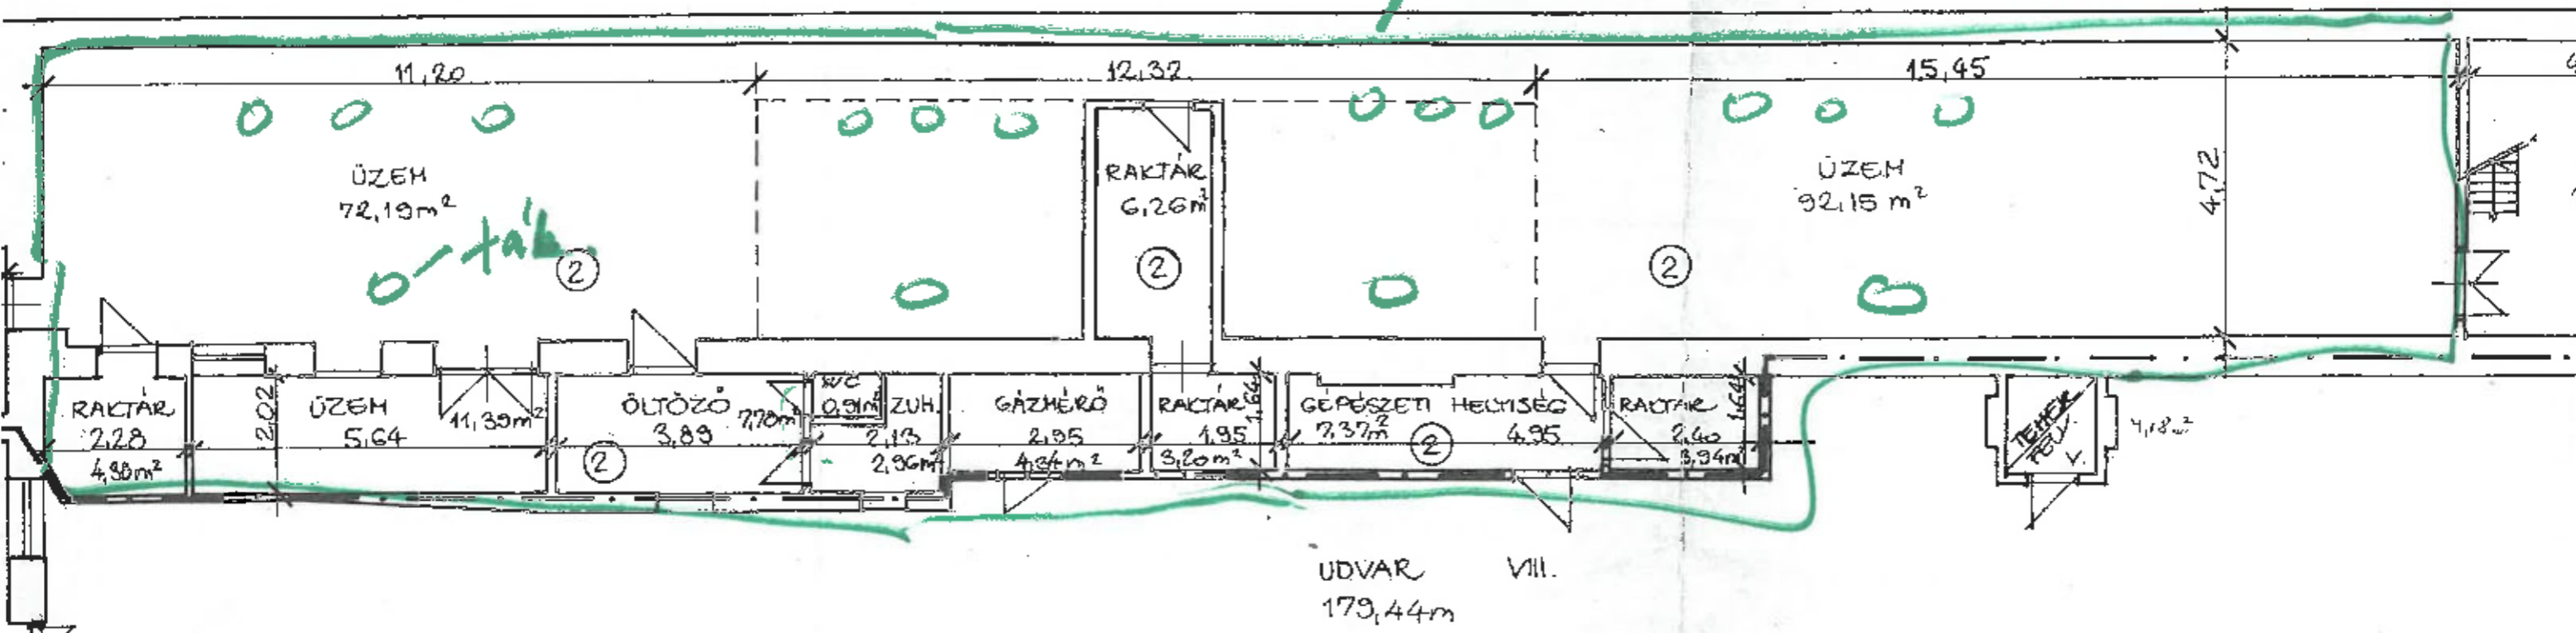 11,20
12,32
15,45
ÜZEM
72,19m²
RAKTÁR
6,26m²
ÜZEM
92,15 m²
4,72
2
2
2
RAKTÁR
2,28
4,30m²
2,02
ÜZEM
5,64
11,39m²
ÖLTÖZŐ
3,89
7,70m²
2
WC
0,91m²
ZUH.
2,13
2,96m²
GÁZMÉRŐ
2,95
4,34m²
RAKTÁR
1,95
3,20m²
1,64
GÉPÉSZETI HELYISÉG
7,37m²
4,95
2
RAKTÁR
2,40
3,94m²
1,64
V.
4,18m²
UDVAR VIII.
179,44m